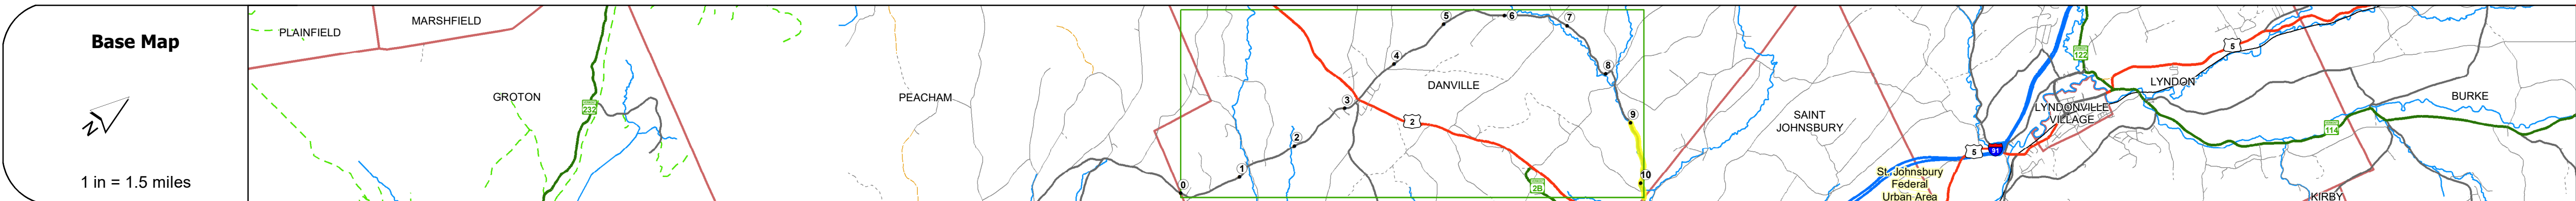 Base Map
N
1 in = 1.5 miles
PLAINFIELD
MARSHFIELD
GROTON
232
PEACHAM
0
1
2
3
4
5
6
7
8
9
10
2
DANVILLE
2B
SAINT
JOHNSBURY
St. Johnsbury
Federal
Urban Area
5
91
122
5
LYNDON
LYNDONVILLE
VILLAGE
114
BURKE
KIRBY